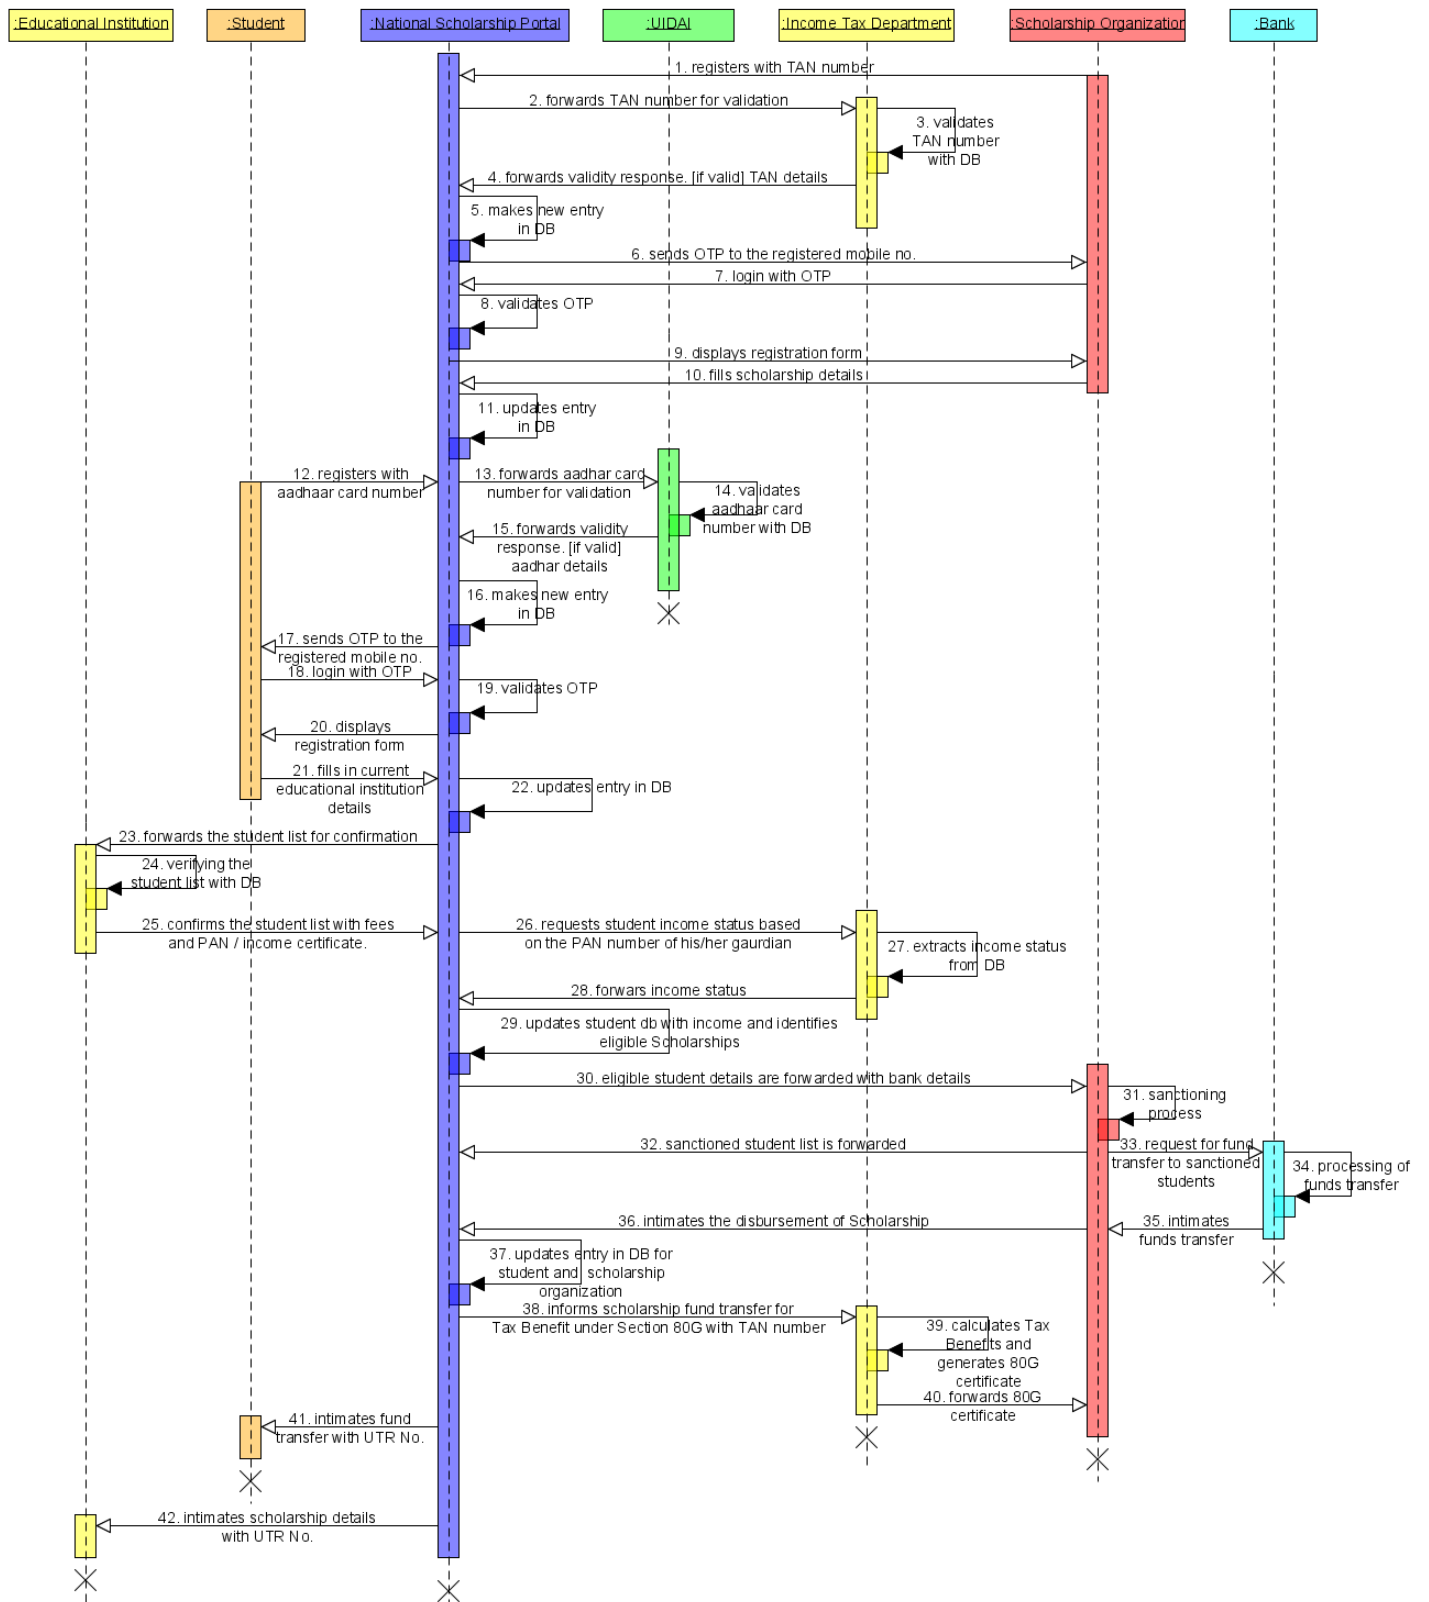 :Educational Institution
:Student
:National Scholarship Portal
:UIDAI
:Income Tax Department
:Scholarship Organization
:Bank
1. registers with TAN number
2. forwards TAN number for validation
3. validates
TAN number
with DB
4. forwards validity response. [if valid] TAN details
5. makes new entry
in DB
6. sends OTP to the registered mobile no.
7. login with OTP
8. validates OTP
9. displays registration form
10. fills scholarship details
11. updates entry
in DB
12. registers with
aadhaar card number
13. forwards aadhar card
number for validation
14. validates
aadhaar card
number with DB
15. forwards validity
response. [if valid]
aadhar details
16. makes new entry
in DB
17. sends OTP to the
registered mobile no.
18. login with OTP
19. validates OTP
20. displays
registration form
21. fills in current
educational institution
details
22. updates entry in DB
23. forwards the student list for confirmation
24. verifying the
student list with DB
25. confirms the student list with fees
and PAN / income certificate.
26. requests student income status based
on the PAN number of his/her gaurdian
27. extracts income status
from DB
28. forwars income status
29. updates student db with income and identifies
eligible Scholarships
30. eligible student details are forwarded with bank details
31. sanctioning
process
32. sanctioned student list is forwarded
33. request for fund
transfer to sanctioned
students
34. processing of
funds transfer
35. intimates
funds transfer
36. intimates the disbursement of Scholarship
37. updates entry in DB for
student and scholarship
organization
38. informs scholarship fund transfer for
Tax Benefit under Section 80G with TAN number
39. calculates Tax
Benefits and
generates 80G
certificate
40. forwards 80G
certificate
41. intimates fund
transfer with UTR No.
42. intimates scholarship details
with UTR No.